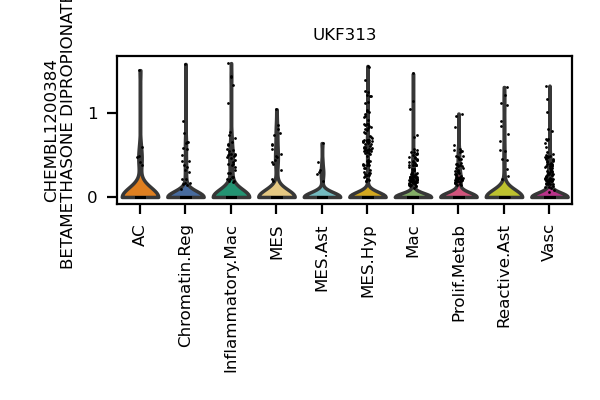 UKF313
CHEMBL1200384
BETAMETHASONE DIPROPIONATE
1
0
AC
Chromatin.Reg
Inflammatory.Mac
MES
MES.Ast
MES.Hyp
Mac
Prolif.Metab
Reactive.Ast
Vasc